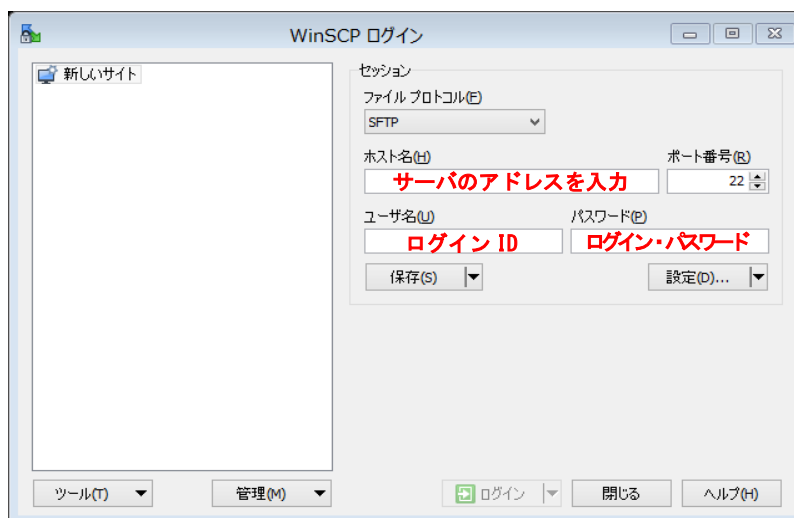 WinSCP ログイン
新しいサイト
セッション
ファイル プロトコル(F)
SFTP
ホスト名(H) ポート番号(R)
サーバのアドレスを入力 22
ユーザ名(U) パスワード(P)
ログイン ID ログイン・パスワード
保存(S) 設定(D)...
ツール(T) 管理(M) ログイン 閉じる ヘルプ(H)